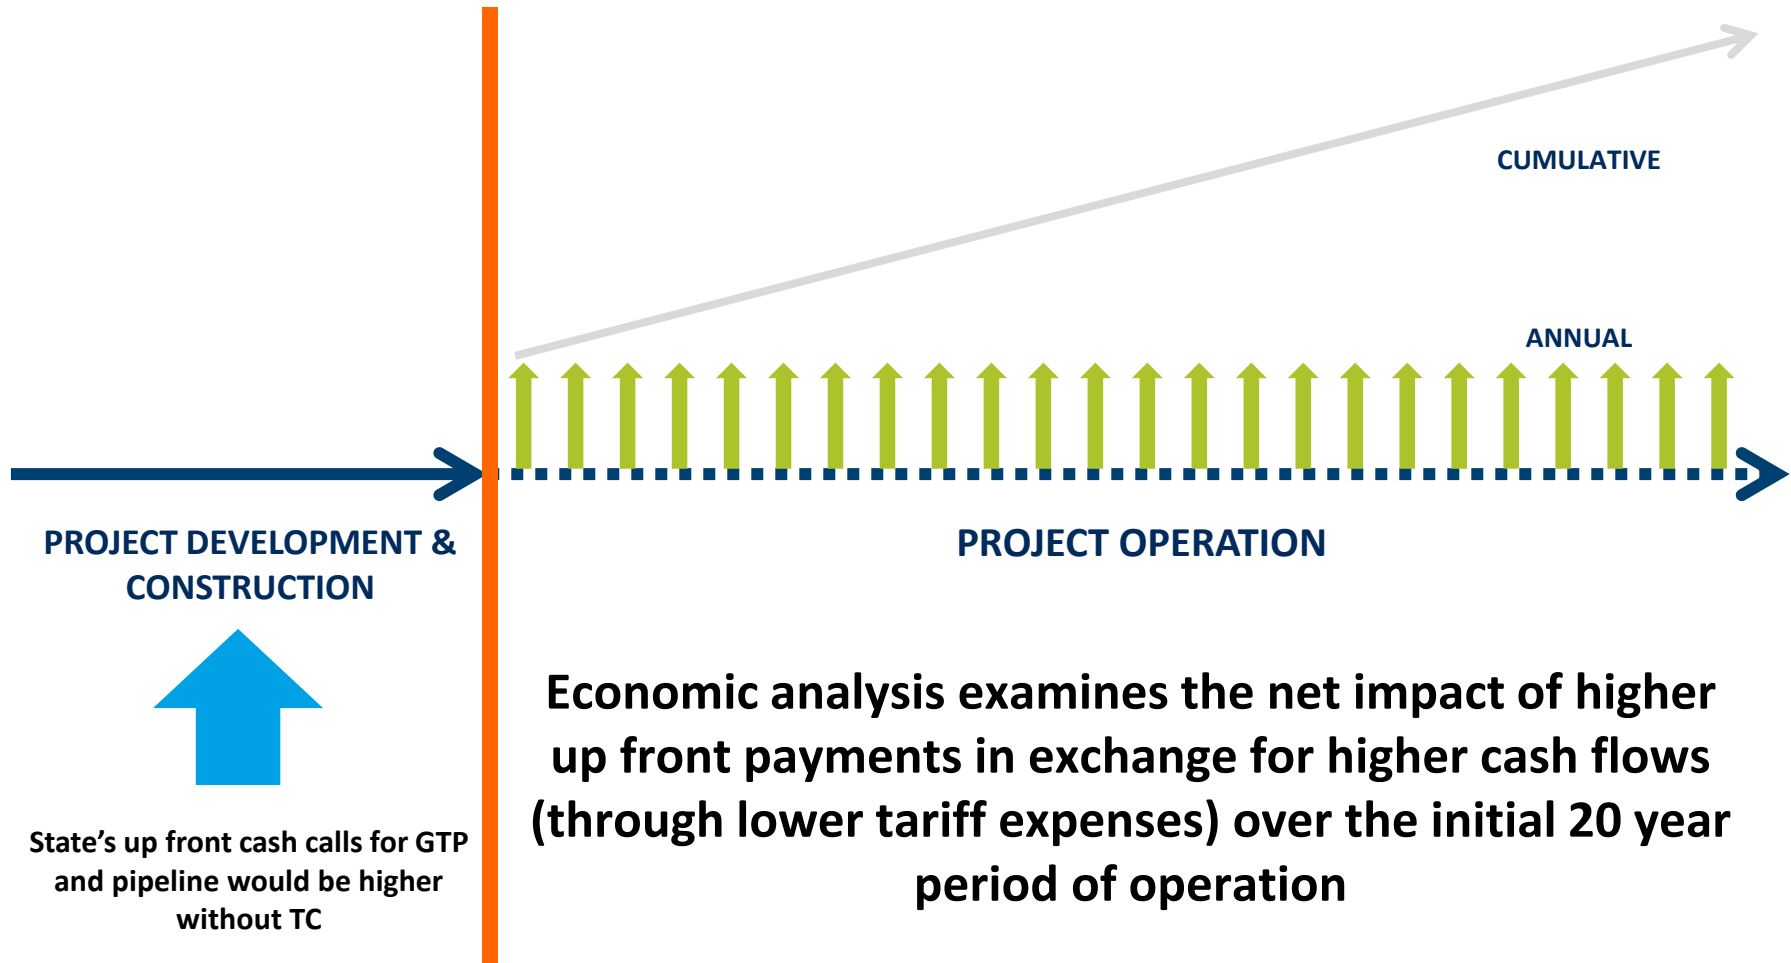 CUMULATIVE
ANNUAL
PROJECT DEVELOPMENT &
CONSTRUCTION
PROJECT OPERATION
State’s up front cash calls for GTP
and pipeline would be higher
without TC
Economic analysis examines the net impact of higher
up front payments in exchange for higher cash flows
(through lower tariff expenses) over the initial 20 year
period of operation